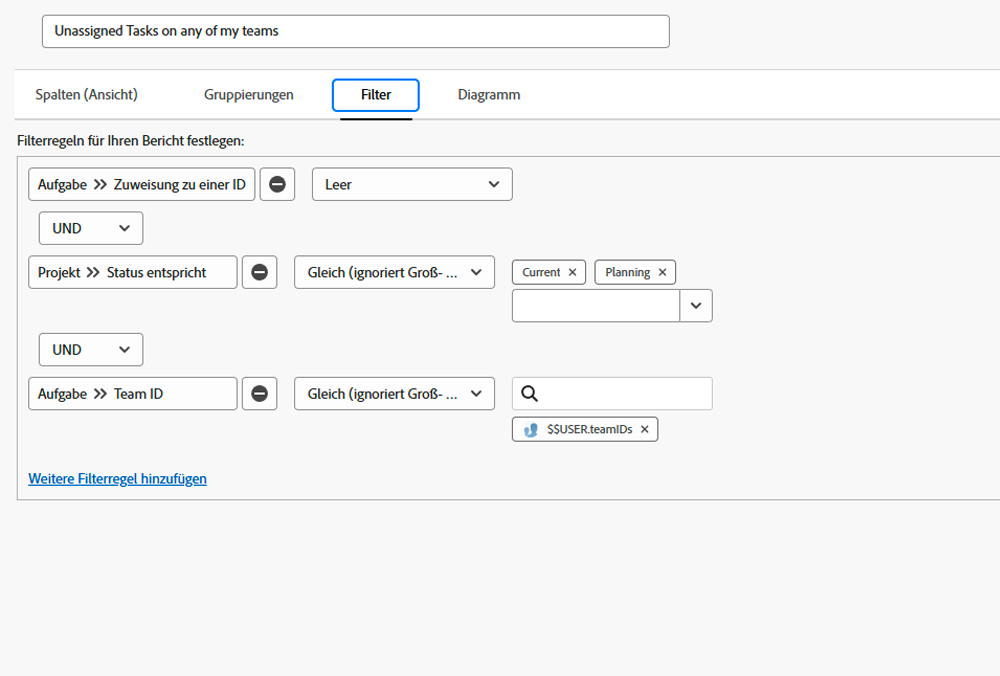 Unassigned Tasks on any of my teams
Spalten (Ansicht) Gruppierungen Filter Diagramm
Filterregeln für Ihren Bericht festlegen:
Aufgabe >> Zuweisung zu einer ID Leer
UND
Projekt >> Status entspricht Gleich (ignoriert Groß- ... Current × Planning ×
UND
Aufgabe >> Team ID Gleich (ignoriert Groß- ...
$$USER.teamIDs ×
Weitere Filterregel hinzufügen